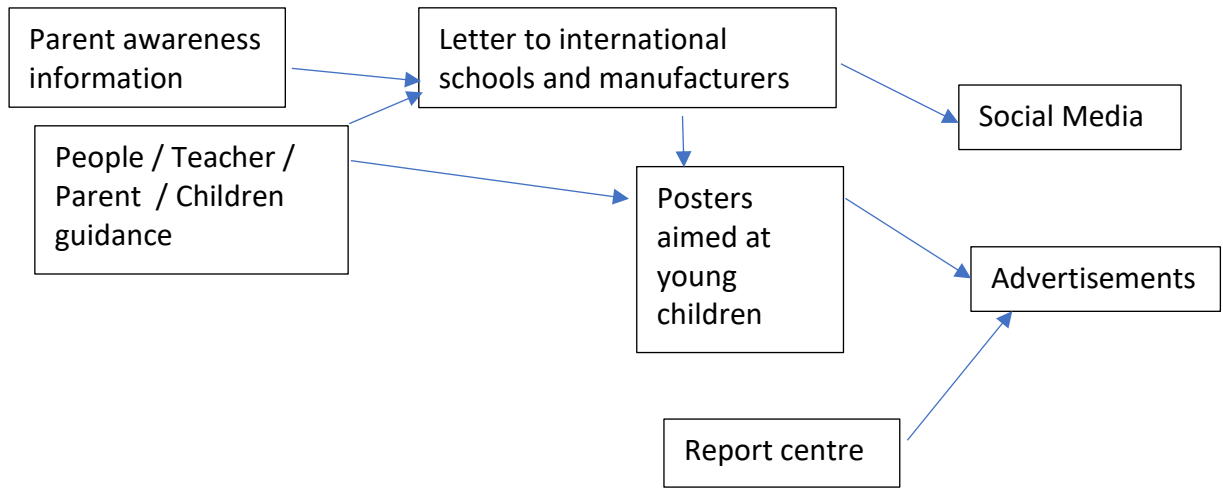 Parent awareness
information
Letter to international
schools and manufacturers
Social Media
People / Teacher /
Parent  / Children
guidance
Posters
aimed at
young
children
Advertisements
Report centre